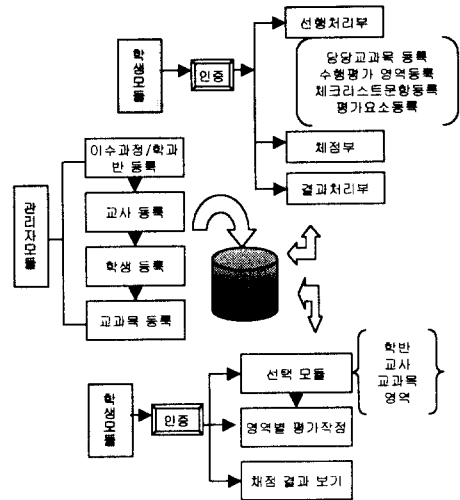 학생모듈
인증
선행처리부
당당교과목 등록
수행평가 영역등록
체크리스트문항등록
평가요소등록
체정부
결과처리부
관리자모듈
이수과정/학과
반 등록
교사 등록
학생 등록
교과목 등록
학생모듈
인증
선택 모듈
학반
교사
교과목
영역
영역별 평가작정
채점 결과 보기